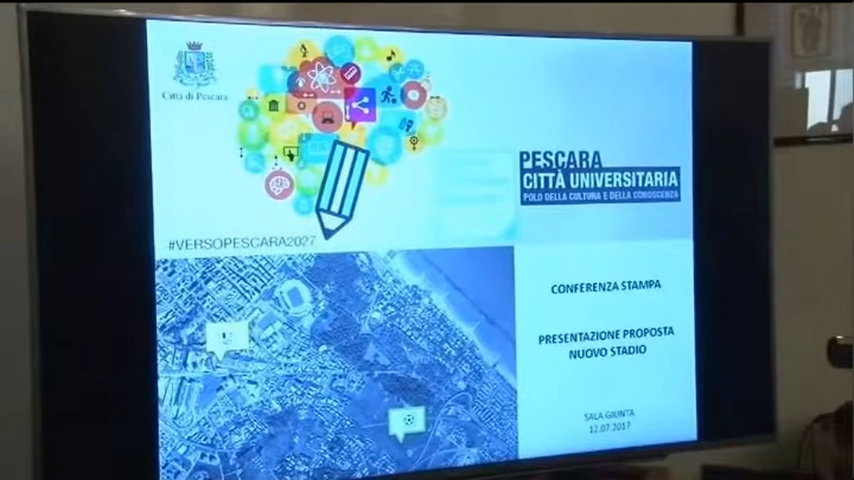 Città di Pescara
PESCARA
CITTÀ UNIVERSITARIA
POLO DELLA CULTURA E DELLA CONOSCENZA
#VERSOPESCARA2027
CONFERENZA STAMPA
PRESENTAZIONE PROPOSTA
NUOVO STADIO
SALA GIUNTA
12.07.2017